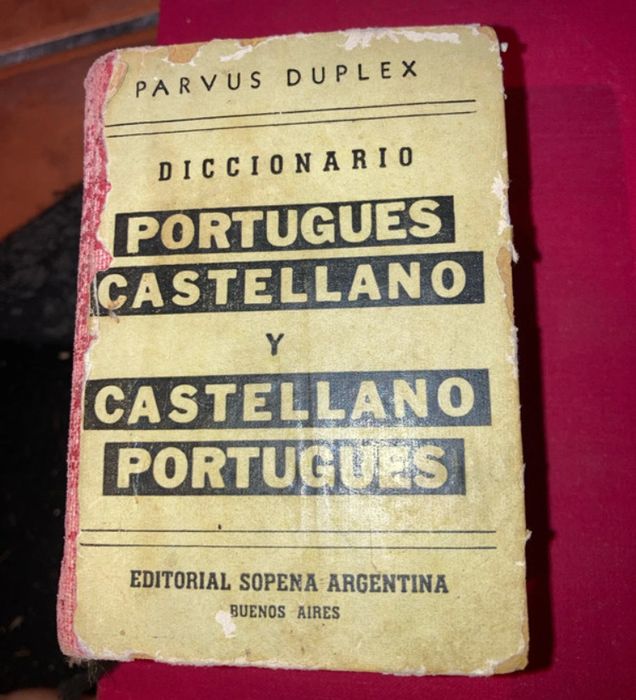 PARVUS DUPLEX
DICCIONARIO
PORTUGUES
CASTELLANO
Y
CASTELLANO
PORTUGUES
EDITORIAL SOPENA ARGENTINA
BUENOS AIRES